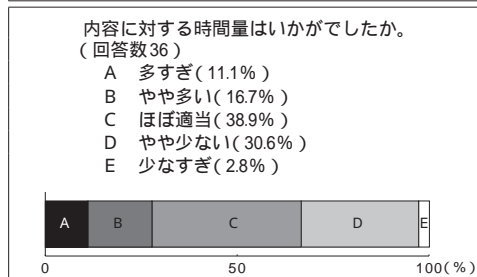 内容に対する時間量はいかがでしたか。
(回答数36)
A 多すぎ(11.1%)
B やや多い(16.7%)
C ほぼ適当(38.9%)
D やや少ない(30.6%)
E 少なすぎ(2.8%)
A B C D E
0 50 100(%)